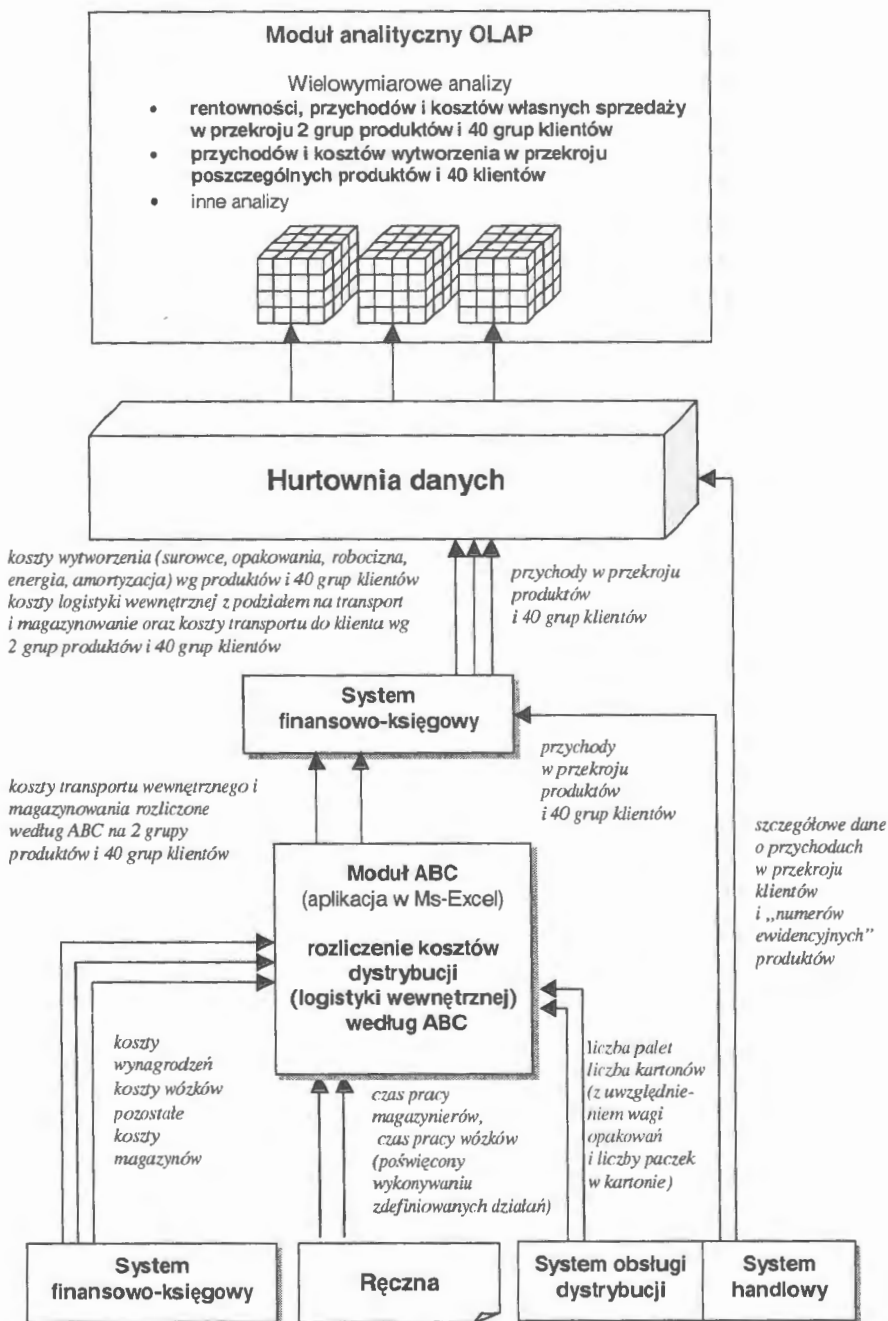 Moduł analityczny OLAP
Wielowymiarowe analizy
• rentowności, przychodów i kosztów własnych sprzedaży
w przekroju 2 grup produktów i 40 grup klientów
• przychodów i kosztów wytworzenia w przekroju
poszczególnych produktów i 40 klientów
• inne analizy
Hurtownia danych
koszty wytworzenia (surowce, opakowania, robocizna,
energia, amortyzacja) wg produktów i 40 grup klientów
koszty logistyki wewnętrznej z podziałem na transport
i magazynowanie oraz koszty transportu do klienta wg
2 grup produktów i 40 grup klientów
przychody w przekroju
produktów
i 40 grup klientów
System
finansowo-księgowy
koszty transportu wewnętrznego i
magazynowania rozliczone
według ABC na 2 grupy
produktów i 40 grup klientów
przychody
w przekroju
produktów
i 40 grup klientów
szczegółowe dane
o przychodach
w przekroju
klientów
i „numerów
ewidencyjnych”
produktów
Moduł ABC
(aplikacja w Ms-Excel)
rozliczenie kosztów
dystrybucji
(logistyki wewnętrznej)
według ABC
koszty
wynagrodzeń
koszty wózków
pozostałe
koszty
magazynów
czas pracy
magazynierów,
czas pracy wózków
(poświęcony
wykonywaniu
zdefiniowanych działań)
liczba palet
liczba kartonów
(z uwzględnie-
niem wagi
opakowań
i liczby paczek
w kartonie)
System
finansowo-księgowy
Ręczna
System obsługi
dystrybucji
System
handlowy